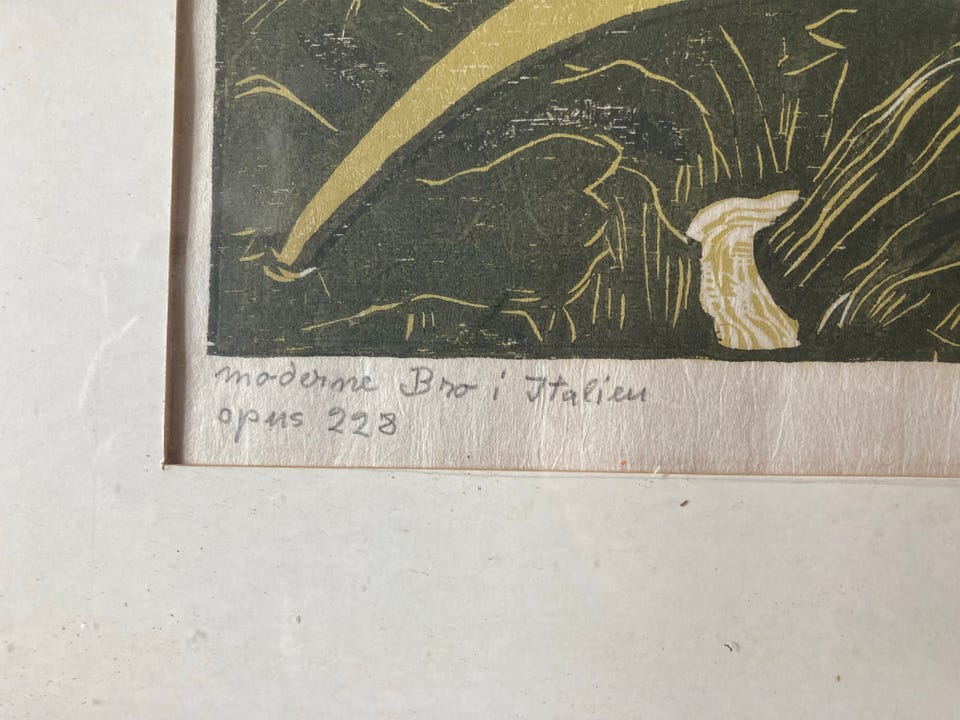 moderne Bro i Italien
opus 228